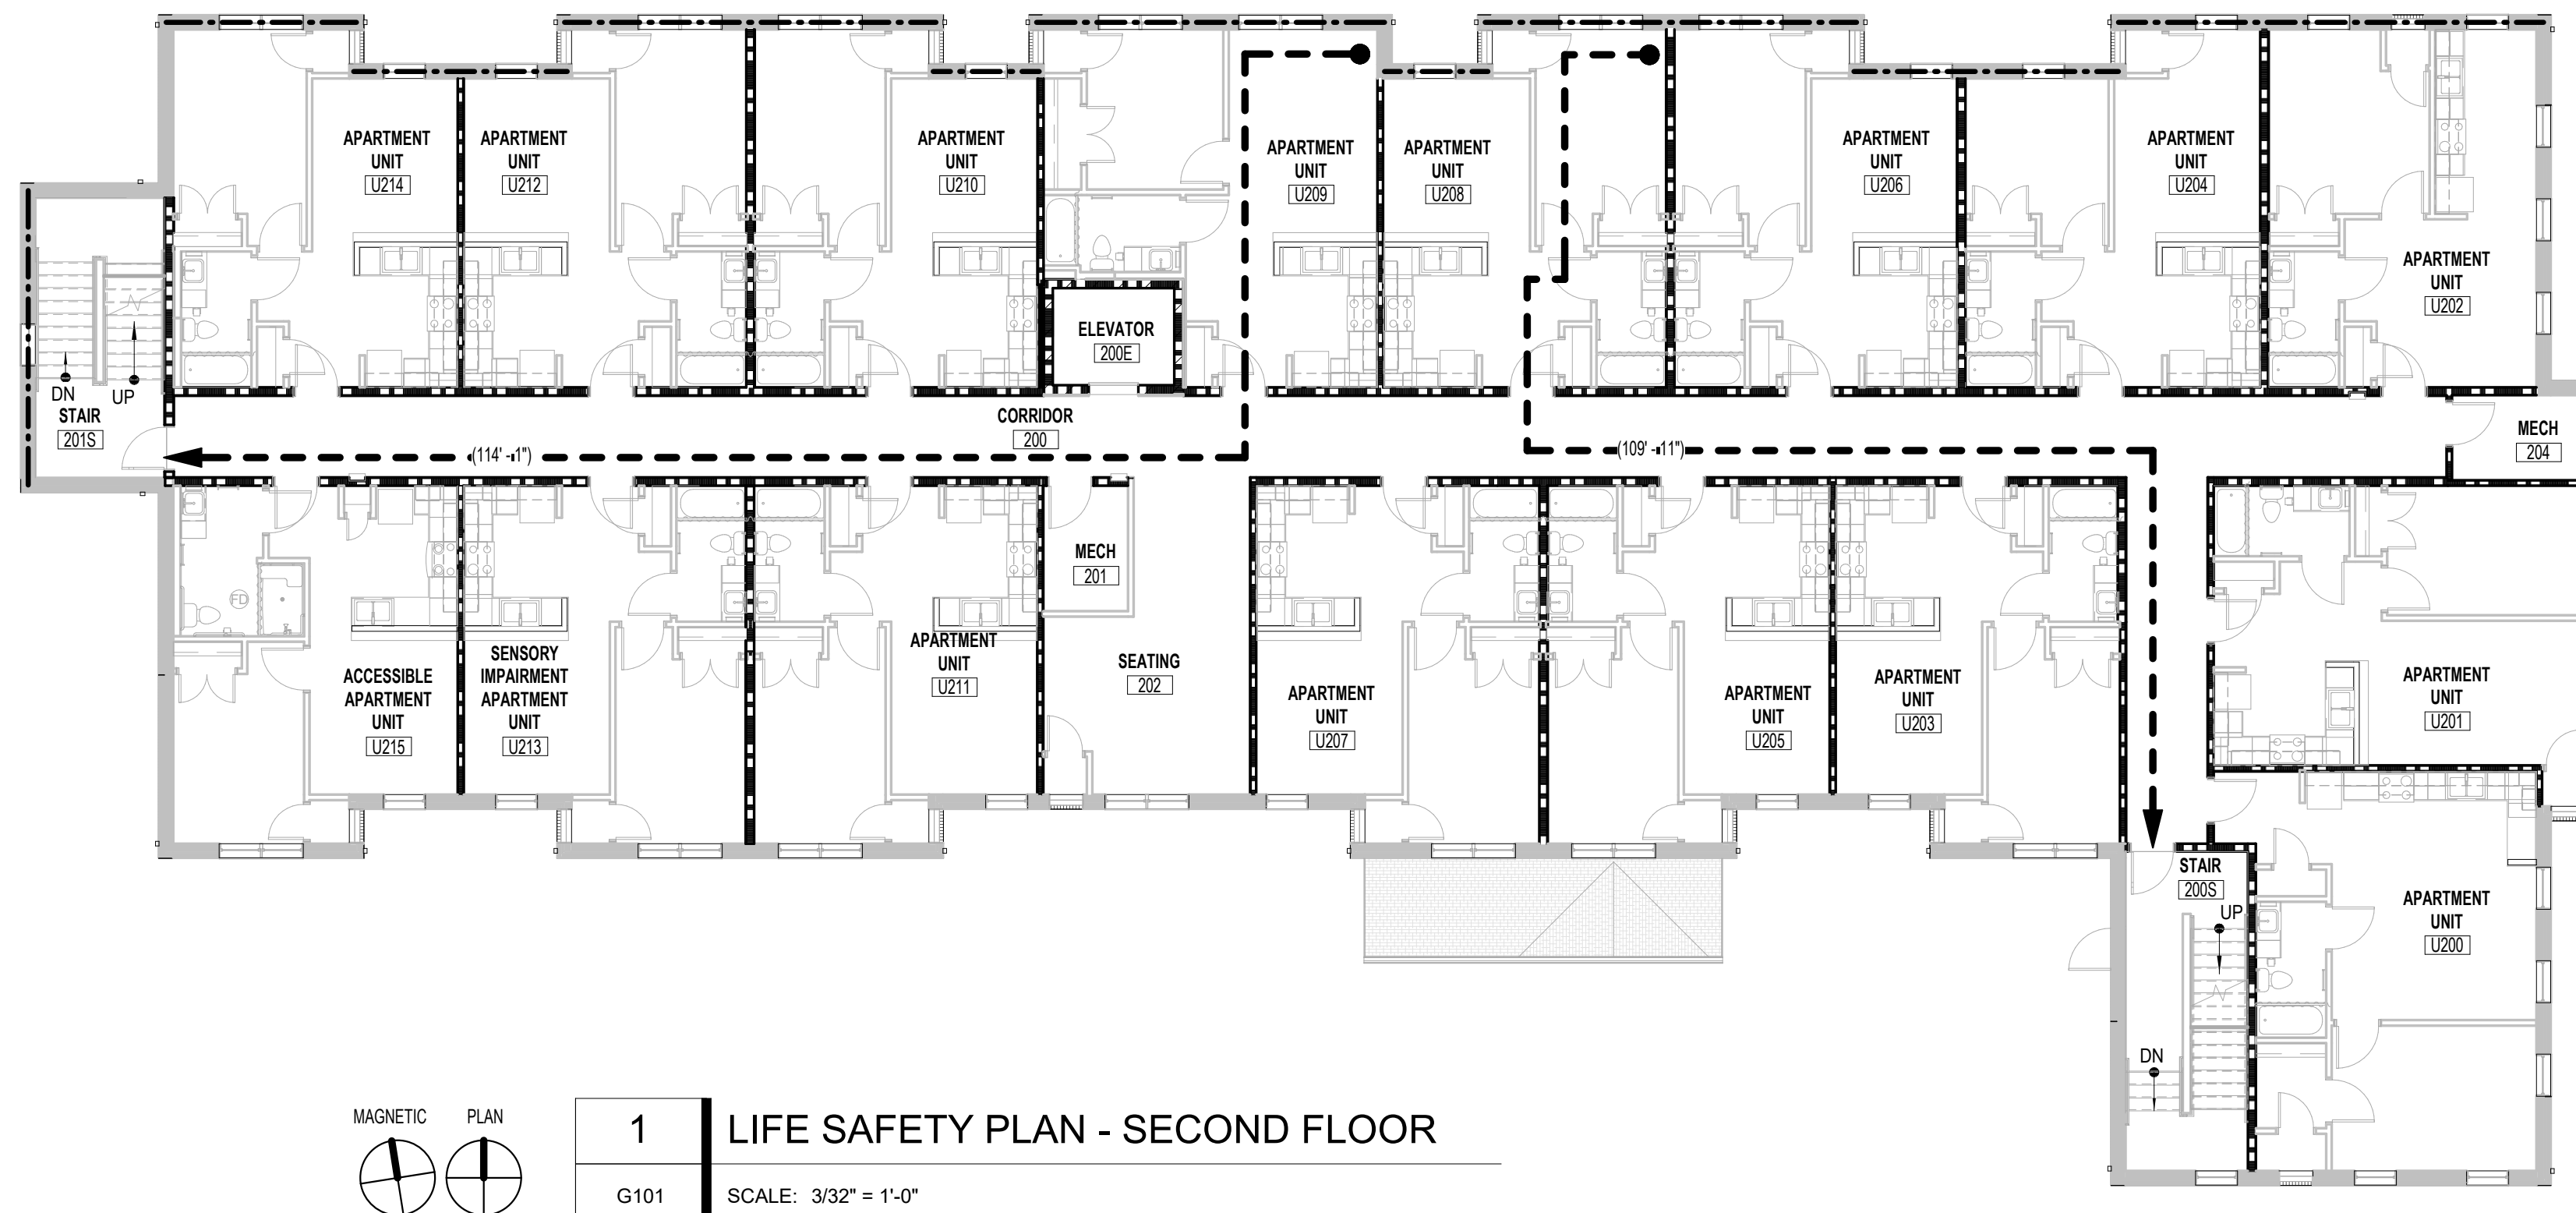 APARTMENT
UNIT
U214
APARTMENT
UNIT
U212
APARTMENT
UNIT
U210
APARTMENT
UNIT
U209
APARTMENT
UNIT
U208
APARTMENT
UNIT
U206
APARTMENT
UNIT
U204
APARTMENT
UNIT
U202
ELEVATOR
200E
DN
UP
STAIR
201S
CORRIDOR
200
(114' - 1")
(109' - 11")
MECH
204
MECH
201
FD
ACCESSIBLE
APARTMENT
UNIT
U215
SENSORY
IMPAIRMENT
APARTMENT
UNIT
U213
APARTMENT
UNIT
U211
SEATING
202
APARTMENT
UNIT
U207
APARTMENT
UNIT
U205
APARTMENT
UNIT
U203
APARTMENT
UNIT
U201
STAIR
200S
UP
DN
APARTMENT
UNIT
U200
MAGNETIC
PLAN
1
LIFE SAFETY PLAN - SECOND FLOOR
G101
SCALE: 3/32" = 1'-0"